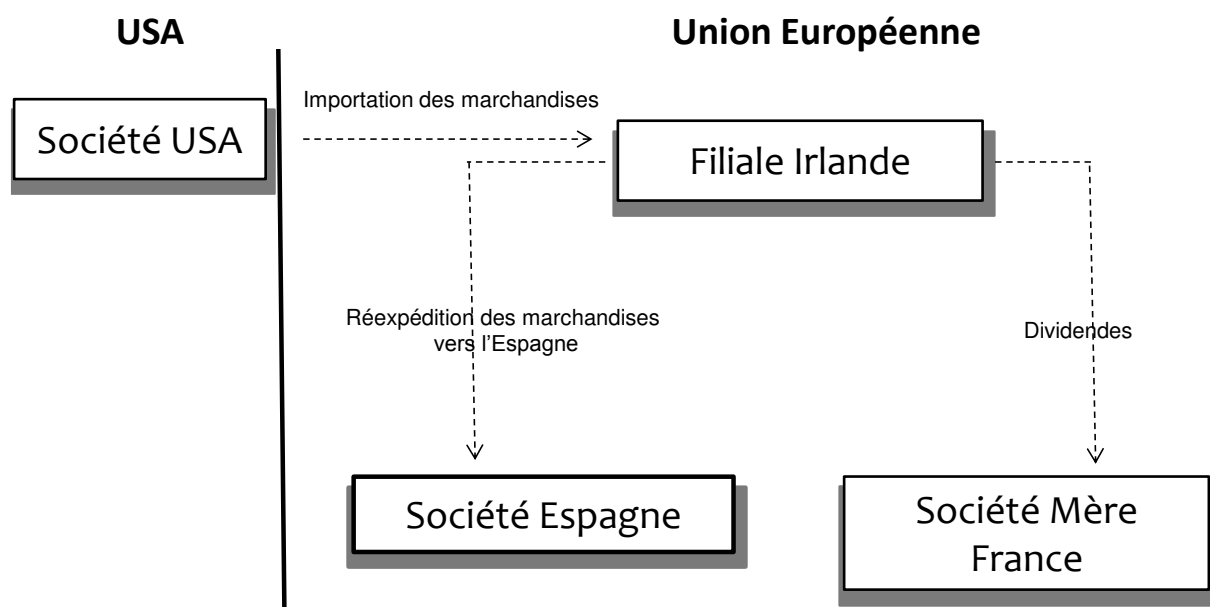 USA
Union Européenne
Société USA
Importation des marchandises
Filiale Irlande
Réexpédition des marchandises
vers l'Espagne
Dividendes
Société Espagne
Société Mère
France